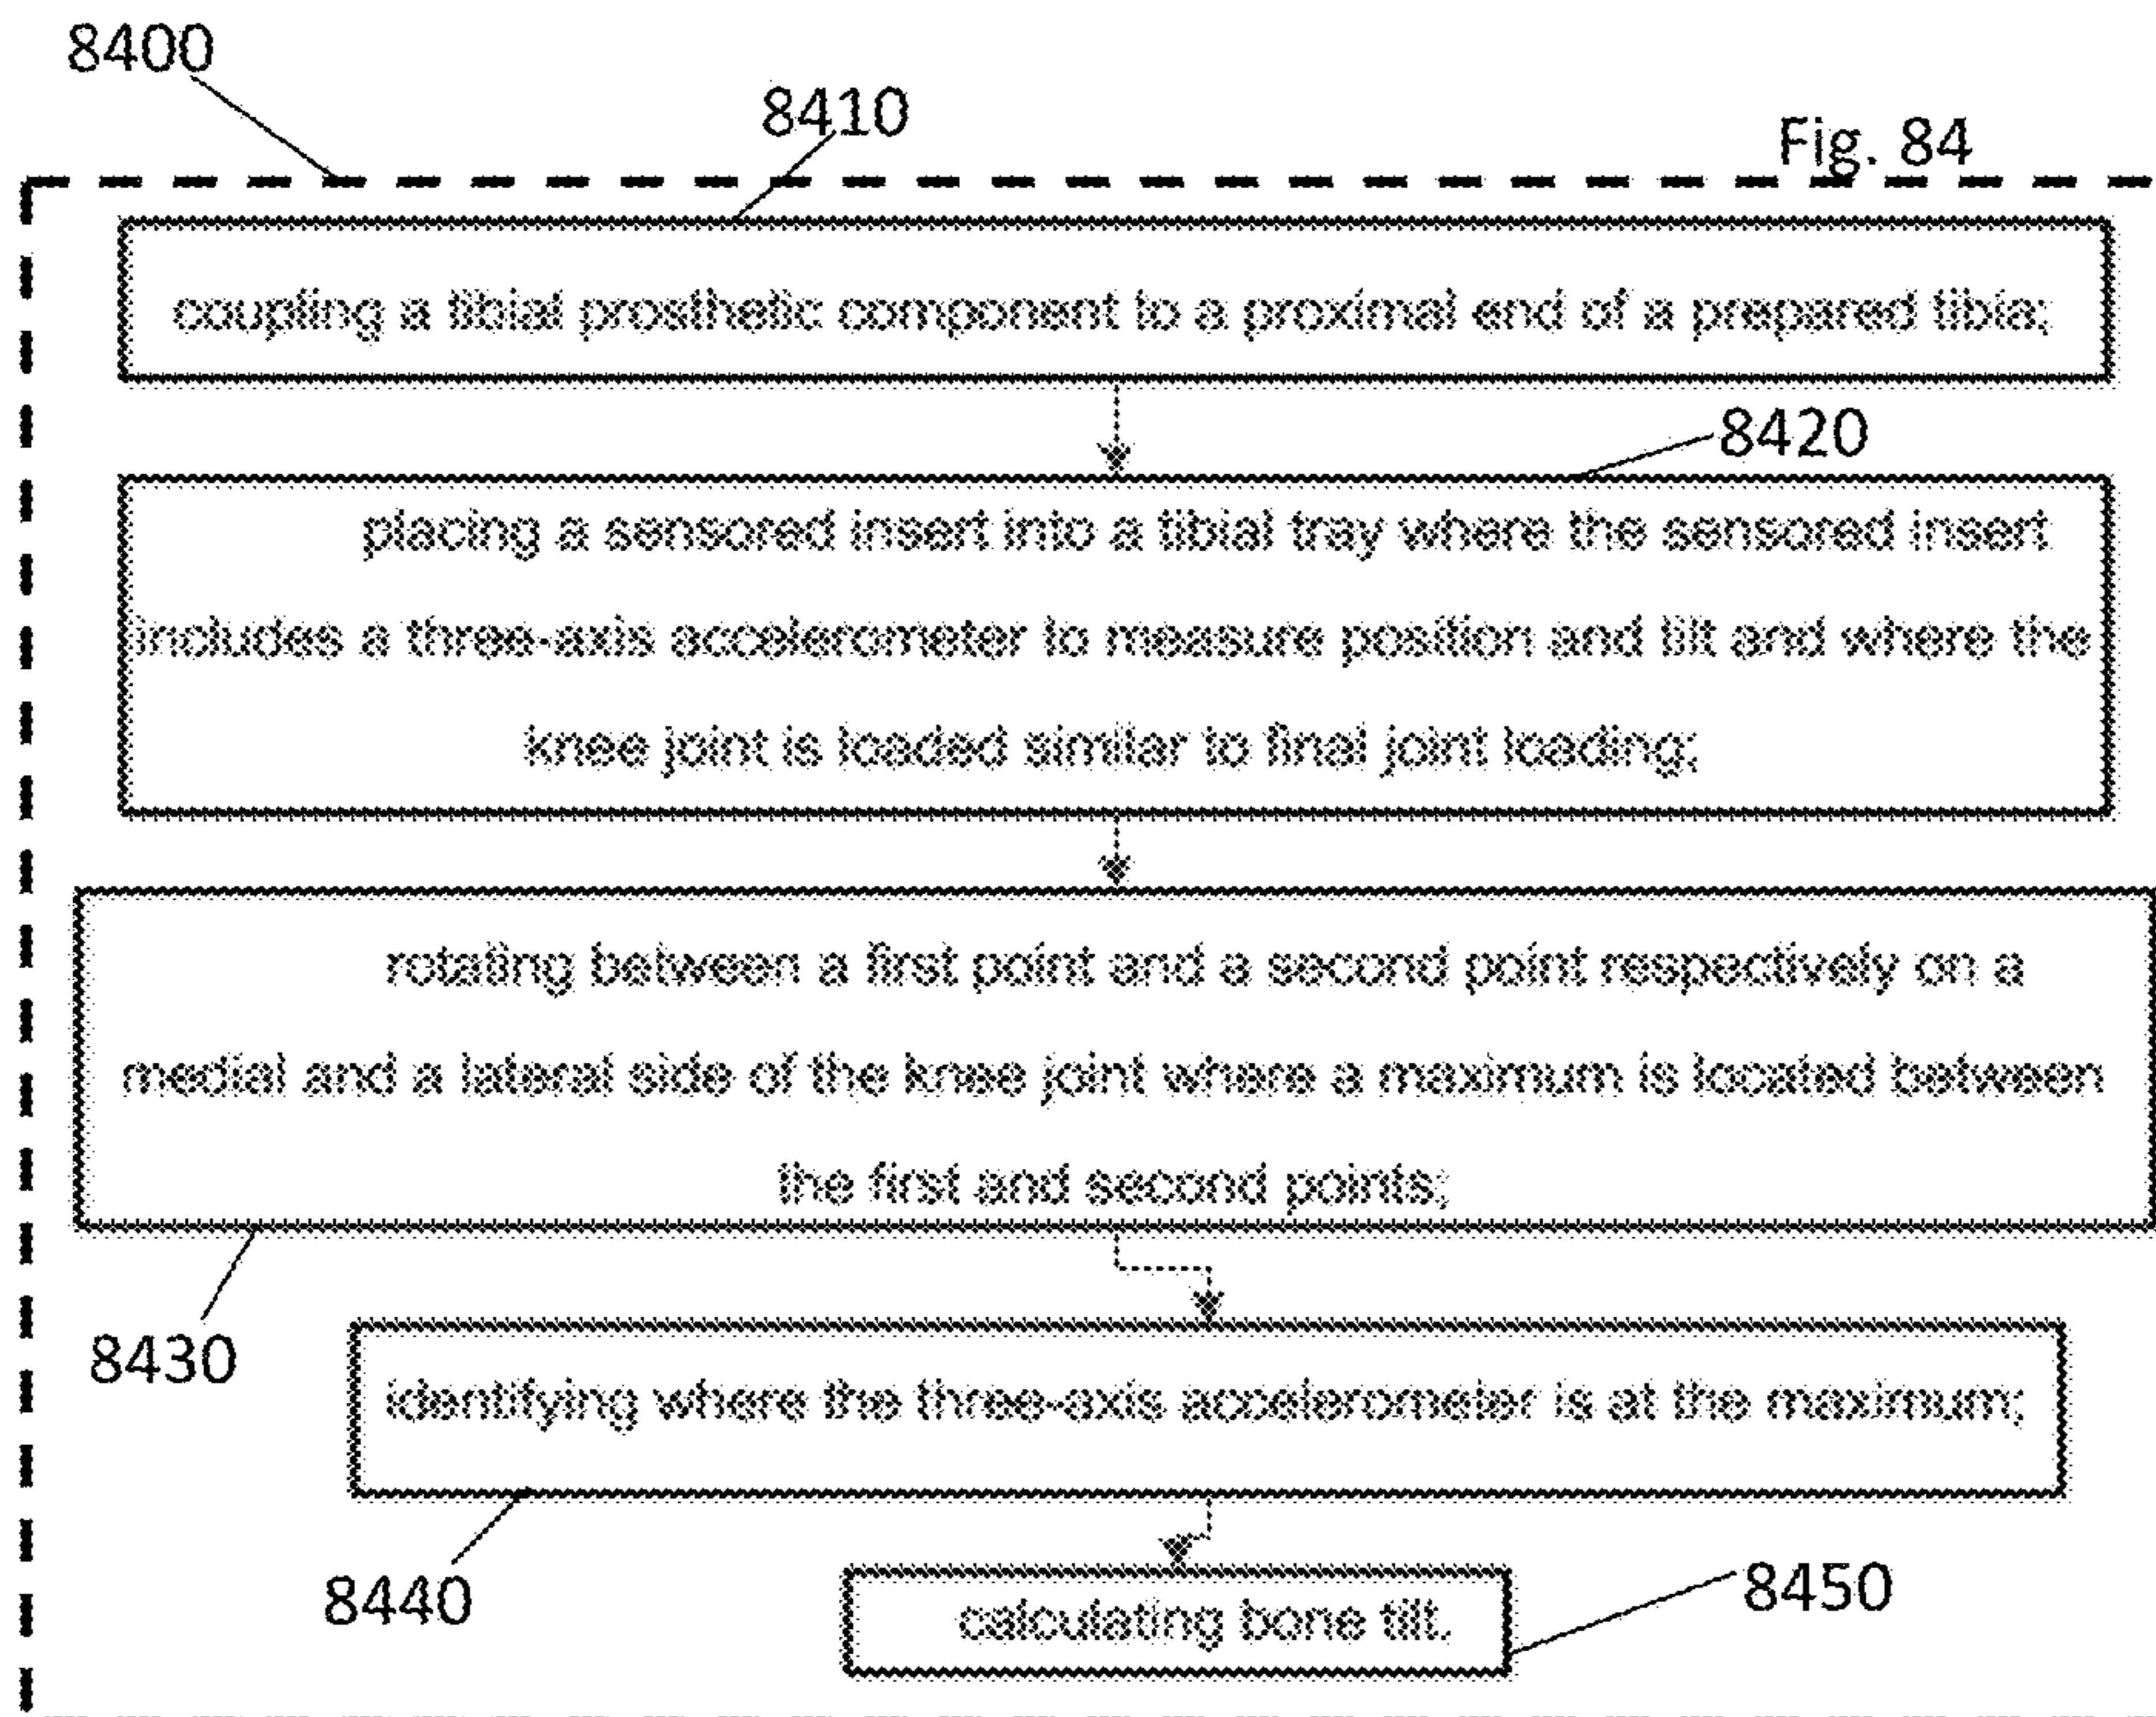 8400
8410
Fig. 84
coupling a tibial prosthetic component to a proximal end of a prepared tibia;
8420
placing a sensored insert into a tibial tray where the sensored insert
includes a three-axis accelerometer to measure position and tilt and where the
knee joint is loaded similar to final joint loading;
rotating between a first point and a second point respectively on a
medial and a lateral side of the knee joint where a maximum is located between
the first and second points;
8430
identifying where the three-axis accelerometer is at the maximum;
8440
calculating bone tilt.
8450